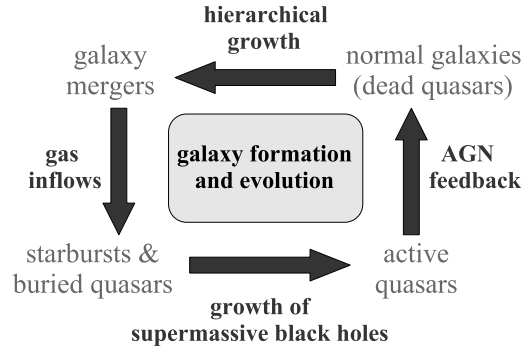 hierarchical
growth
galaxy
mergers
normal galaxies
(dead quasars)
gas
inflows
galaxy formation
and evolution
AGN
feedback
starbursts &
buried quasars
active
quasars
growth of
supermassive black holes